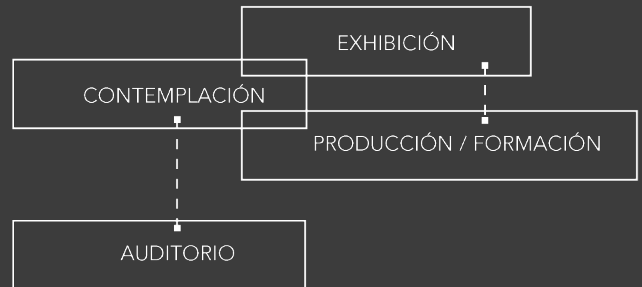 EXHIBICIÓN
CONTEMPLACIÓN
PRODUCCIÓN / FORMACIÓN
AUDITORIO